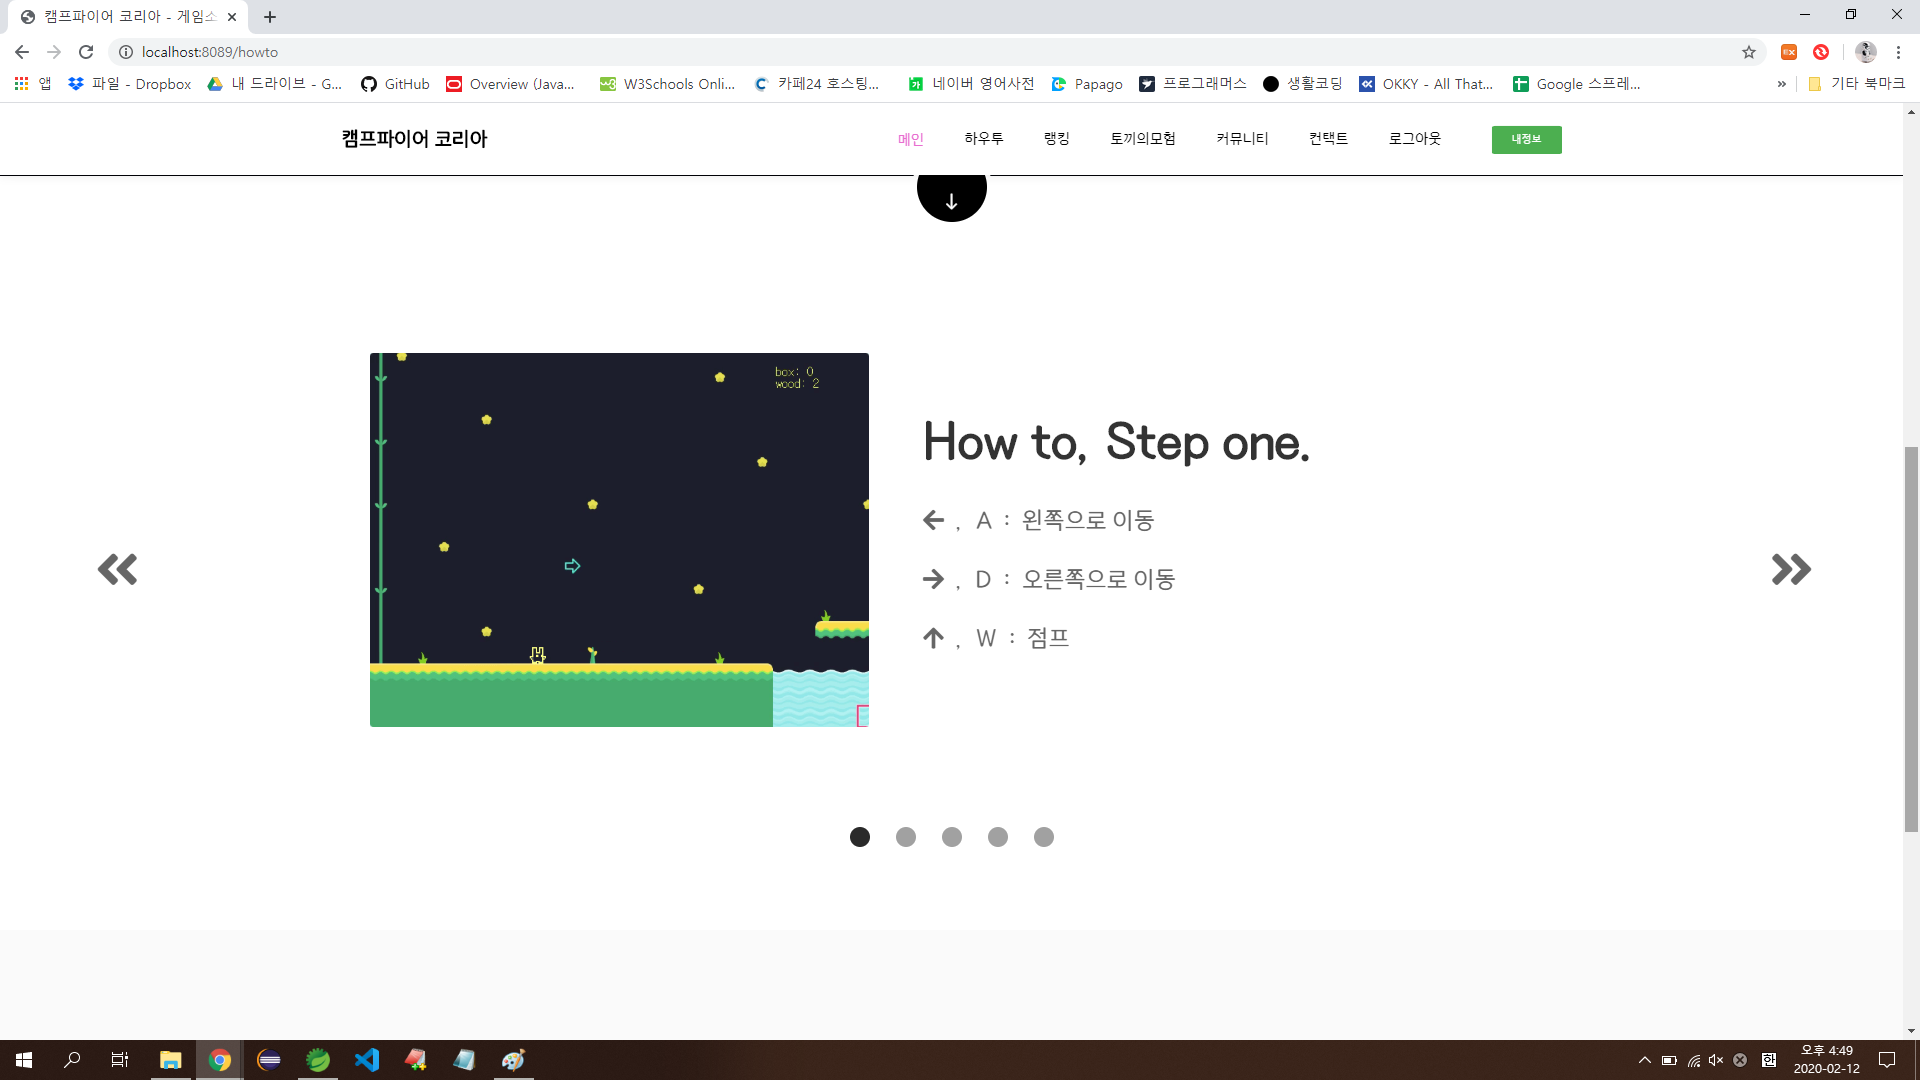 캠프파이어 코리아 - 게임소
localhost:8089/howto
앱 파일 - Dropbox 내 드라이브 - G... GitHub Overview (Java... W3Schools Onli... 카페24 호스팅... 네이버 영어사전 Papago 프로그래머스 생활코딩 OKKY - All That... Google 스프레... » 기타 북마크
캠프파이어 코리아 메인 하우투 랭킹 토끼의모험 커뮤니티 컨택트 로그아웃 내정보
box: 0
wood: 2
How to, Step one.
← , A : 왼쪽으로 이동
→ , D : 오른쪽으로 이동
↑ , W : 점프
한 오후 4:49
2020-02-12